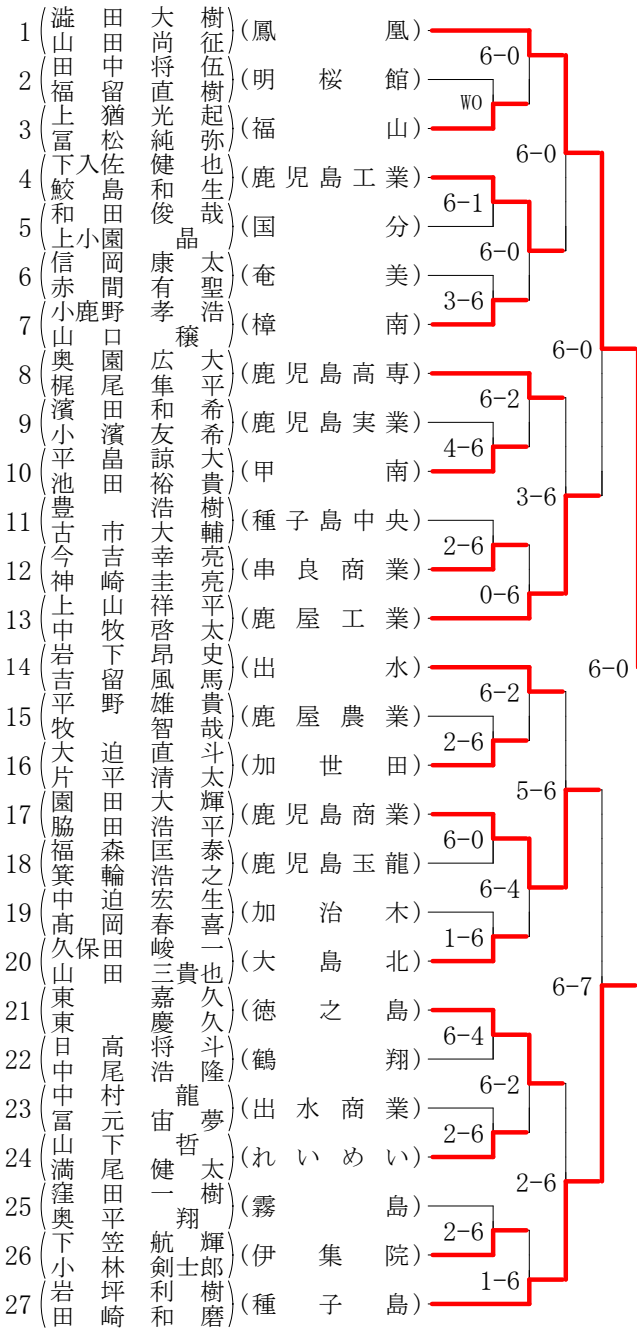 1 (澁田大樹 山田尚征) (鳳凰)
2 (田中将伍 福留直樹) (明桜館)
3 (上猶光起 冨松純弥) (福山)
4 (下入佐健也 鮫島和生) (鹿児島工業)
5 (和田俊哉 上小園晶) (国分)
6 (信岡康太 赤間有聖) (奄美)
7 (小鹿野孝浩 山口穣) (樟南)
8 (奥園広大 梶尾隼平) (鹿児島高専)
9 (濱田和希 小濱友希) (鹿児島実業)
10 (平畠諒大 池田裕貴) (甲南)
11 (豊浩樹 古市大輔) (種子島中央)
12 (今吉幸亮 神崎圭亮) (串良商業)
13 (上山祥平 中牧啓太) (鹿屋工業)
14 (岩下昂史 吉留風馬) (出水)
15 (平野雄貴 牧智哉) (鹿屋農業)
16 (大迫直斗 片平清太) (加世田)
17 (園田大輝 脇田浩平) (鹿児島商業)
18 (福森匡泰 箕輪浩之) (鹿児島玉龍)
19 (中迫宏生 髙岡春喜) (加治木)
20 (久保田峻一 山田三貴也) (大島北)
21 (東嘉久 東慶久) (徳之島)
22 (日高将斗 中尾浩隆) (鶴翔)
23 (中村龍 冨元宙夢) (出水商業)
24 (山下哲 満尾健太) (れいめい)
25 (窪田一樹 奥平翔) (霧島)
26 (下笠航輝 小林剣士郎) (伊集院)
27 (岩坪利樹 田崎和磨) (種子島)
6-0
WO
6-0
6-1
6-0
3-6
6-0
6-2
4-6
3-6
2-6
0-6
6-0
6-2
2-6
5-6
6-0
6-4
1-6
6-7
6-4
6-2
2-6
2-6
2-6
1-6